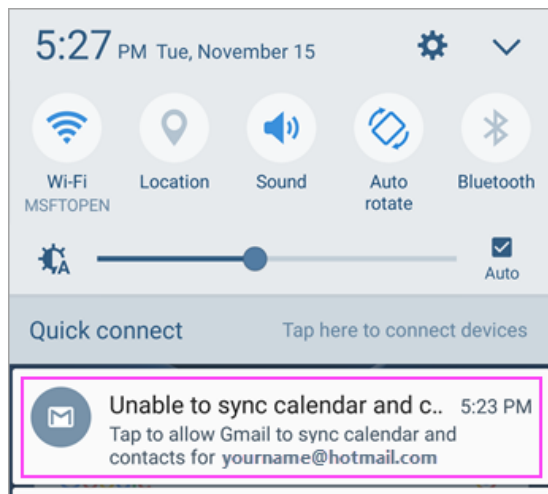 5:27 PM Tue, November 15
Wi-Fi Location Sound Auto rotate Bluetooth
MSFTOPEN
A
Auto
Quick connect Tap here to connect devices
Unable to sync calendar and c.. 5:23 PM
Tap to allow Gmail to sync calendar and
contacts for yourname@hotmail.com